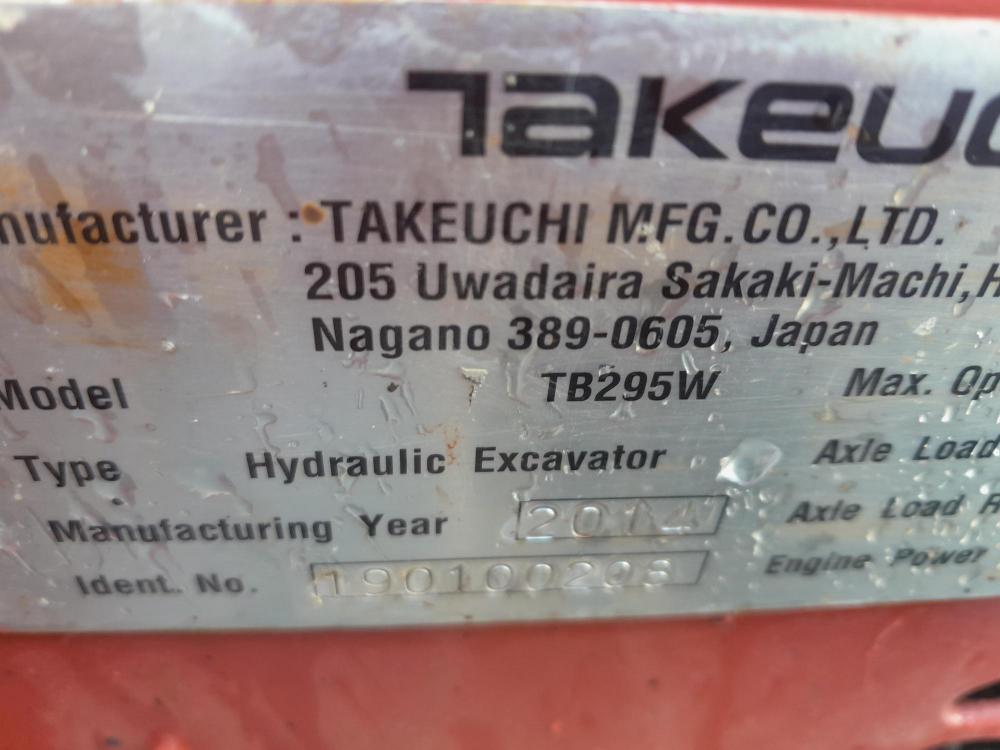 Takeuc
nufacturer : TAKEUCHI MFG.CO.,LTD.
205 Uwadaira Sakaki-Machi, H
Nagano 389-0605, Japan
Model TB295W Max. Op
Type Hydraulic Excavator Axle Load
Manufacturing Year 2014 Axle Load R
Ident. No. 190100208 Engine Power